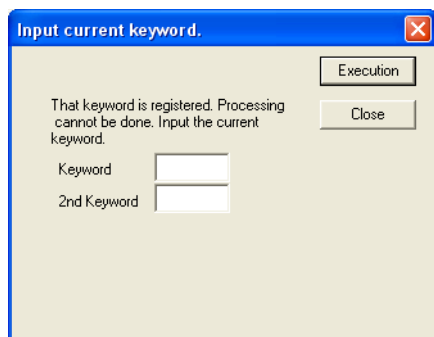 Input current keyword.
Execution
That keyword is registered. Processing
cannot be done. Input the current
keyword.
Close
Keyword
2nd Keyword